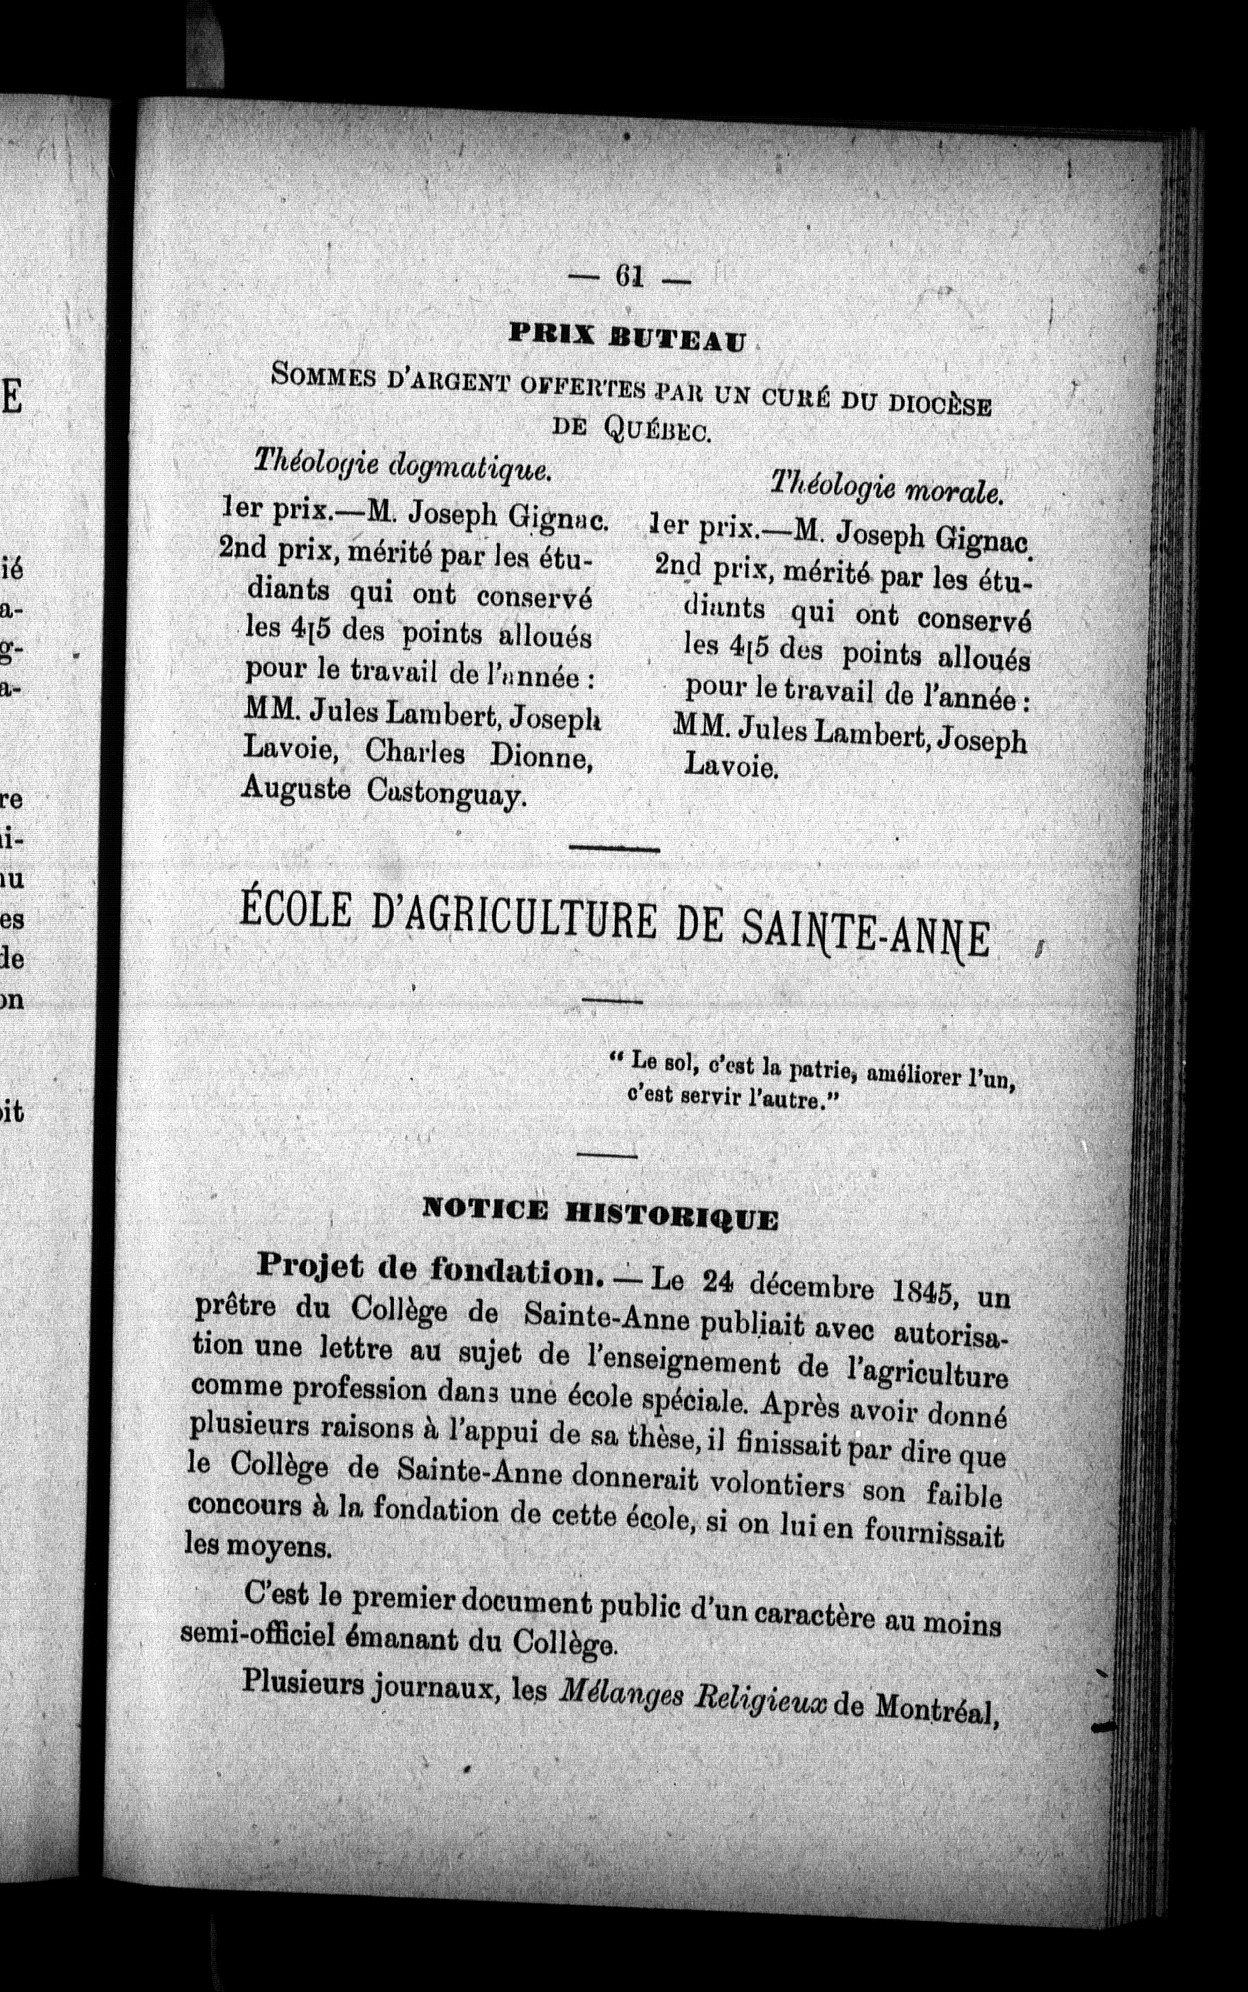 — 61 —
PRIX BUTEAU
SOMMES D'ARGENT OFFERTES PAR UN CURÉ DU DIOCÈSE
DE QUÉBEC.
Théologie dogmatique.
1er prix.—M. Joseph Gignac.
2nd prix, mérité par les étu-
diants qui ont conservé
les 4|5 des points alloués
pour le travail de l'année :
MM. Jules Lambert, Joseph
Lavoie, Charles Dionne,
Auguste Castonguay.
Théologie morale.
1er prix.—M. Joseph Gignac.
2nd prix, mérité par les étu-
diants qui ont conservé
les 4|5 des points alloués
pour le travail de l'année :
MM. Jules Lambert, Joseph
Lavoie.
ÉCOLE D'AGRICULTURE DE SAINTE-ANNE
“ Le sol, c'est la patrie, améliorer l'un,
c'est servir l'autre.”
NOTICE HISTORIQUE
Projet de fondation. — Le 24 décembre 1845, un
prêtre du Collège de Sainte-Anne publiait avec autorisa-
tion une lettre au sujet de l'enseignement de l'agriculture
comme profession dans une école spéciale. Après avoir donné
plusieurs raisons à l'appui de sa thèse, il finissait par dire que
le Collège de Sainte-Anne donnerait volontiers son faible
concours à la fondation de cette école, si on lui en fournissait
les moyens.
C'est le premier document public d'un caractère au moins
semi-officiel émanant du Collège.
Plusieurs journaux, les Mélanges Religieux de Montréal,